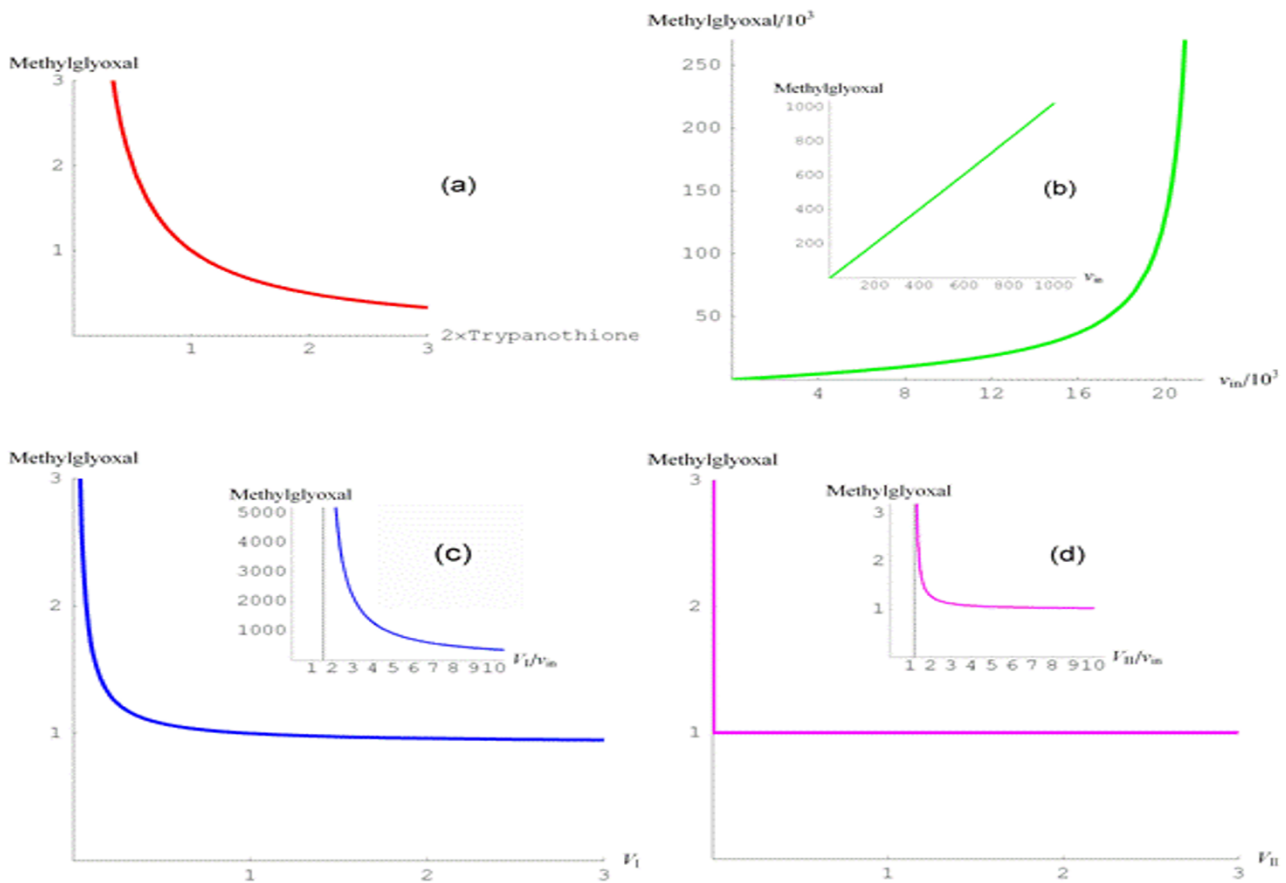 Methylglyoxal
3
2
1
(a)
1 2 3
2×Trypanothione
Methylglyoxal/10³
250
200
150
100
50
4 8 12 16 20
vᵢₙ/10³
Methylglyoxal
1000
800
600
400
200
(b)
200 400 600 800 1000
vᵢₙ
Methylglyoxal
3
2
1
1 2 3
V_I
Methylglyoxal
5000
4000
3000
2000
1000
(c)
1 2 3 4 5 6 7 8 9 10
V_I/vᵢₙ
Methylglyoxal
3
2
1
1 2 3
V_II
Methylglyoxal
3
2
1
(d)
1 2 3 4 5 6 7 8 9 10
V_II/vᵢₙ